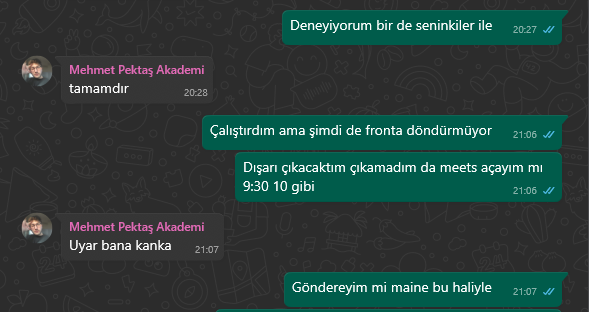 Deneyiyorum bir de seninkiler ile
20:27
Mehmet Pektaş Akademi
tamamdır
20:28
Çalıştırdım ama şimdi de fronta döndürmüyor
21:06
Dışarı çıkacaktım çıkamadım da meets açayım mı
9:30 10 gibi
21:06
Mehmet Pektaş Akademi
Uyar bana kanka
21:07
Göndereyim mi maine bu haliyle
21:07